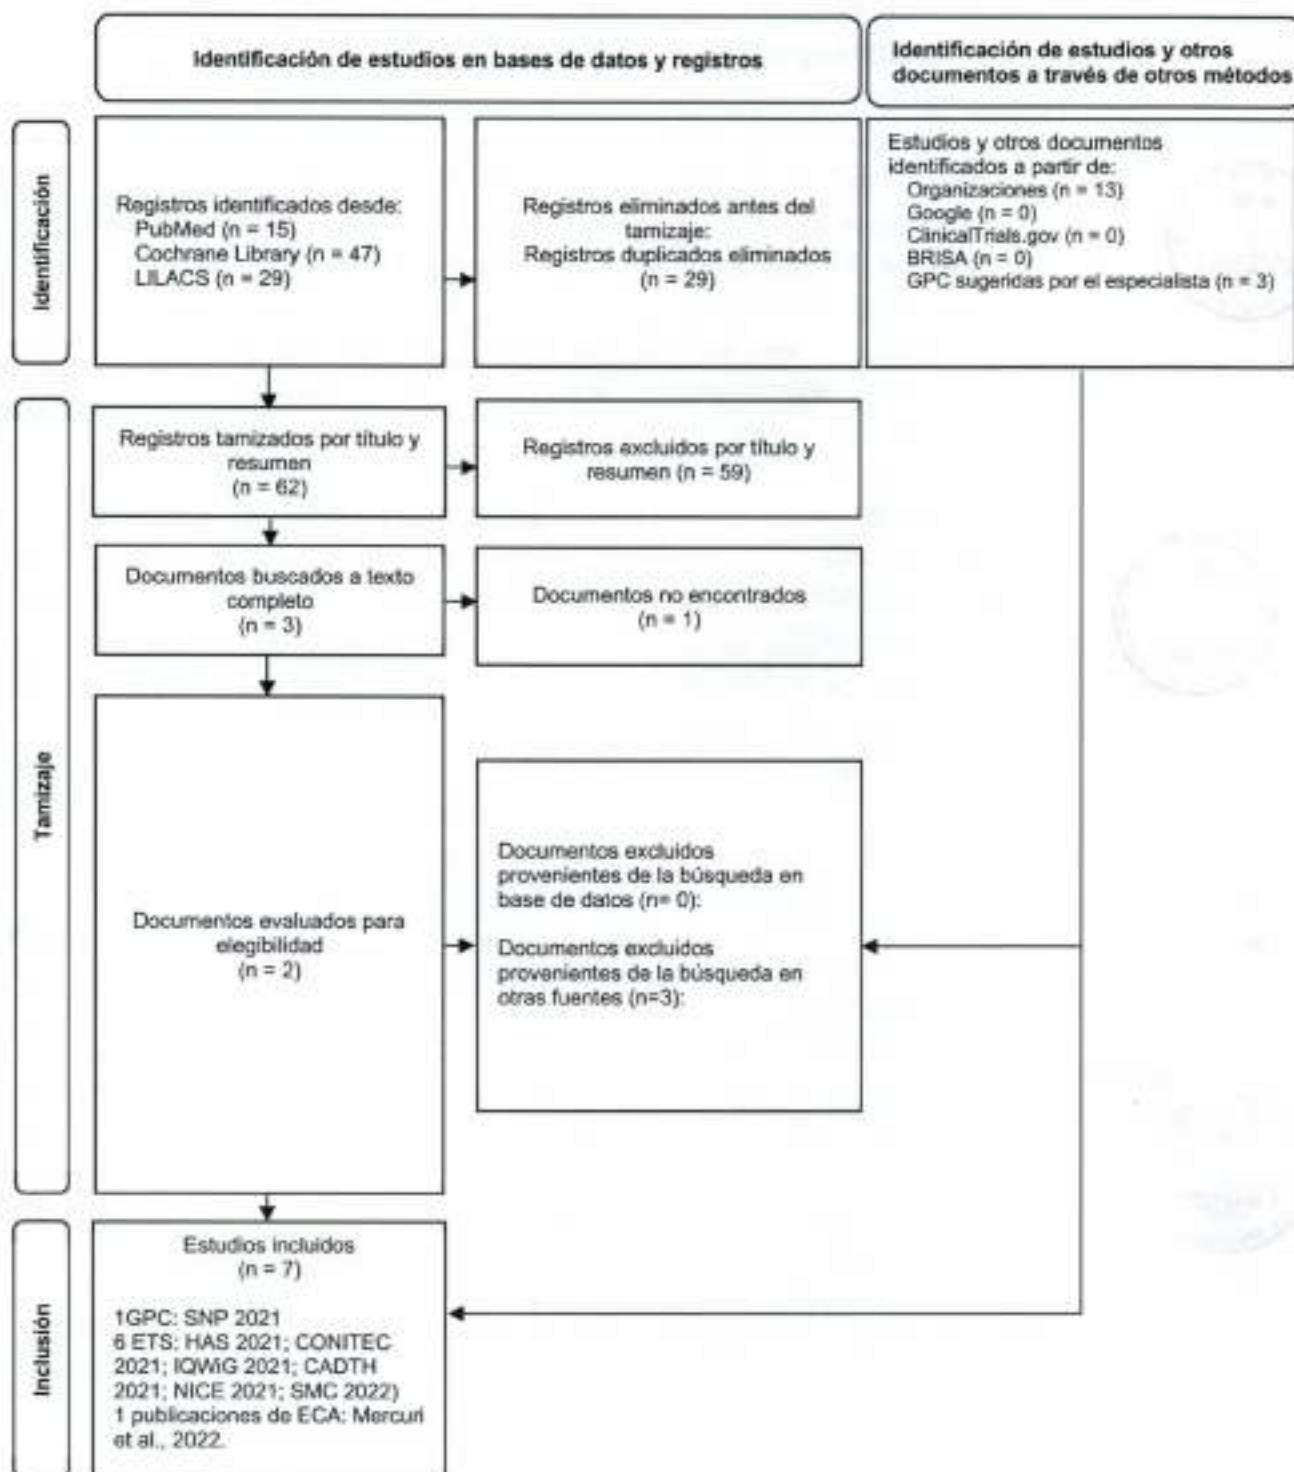 Identificación de estudios en bases de datos y registros
Identificación de estudios y otros
documentos a través de otros métodos
Identificación
Registros identificados desde:
PubMed (n = 15)
Cochrane Library (n = 47)
LILACS (n = 29)
Registros eliminados antes del
tamizaje:
Registros duplicados eliminados
(n = 29)
Estudios y otros documentos
identificados a partir de:
Organizaciones (n = 13)
Google (n = 0)
ClinicalTrials.gov (n = 0)
BRISA (n = 0)
GPC sugeridas por el especialista (n = 3)
Tamizaje
Registros tamizados por título y
resumen
(n = 62)
Registros excluidos por título y
resumen (n = 59)
Documentos buscados a texto
completo
(n = 3)
Documentos no encontrados
(n = 1)
Documentos evaluados para
elegibilidad
(n = 2)
Documentos excluidos
provenientes de la búsqueda en
base de datos (n= 0):
Documentos excluidos
provenientes de la búsqueda en
otras fuentes (n=3):
Inclusión
Estudios incluidos
(n = 7)
1GPC: SNP 2021
6 ETS: HAS 2021; CONITEC
2021; IQWiG 2021; CADTH
2021; NICE 2021; SMC 2022)
1 publicaciones de ECA: Mercuri
et al., 2022.